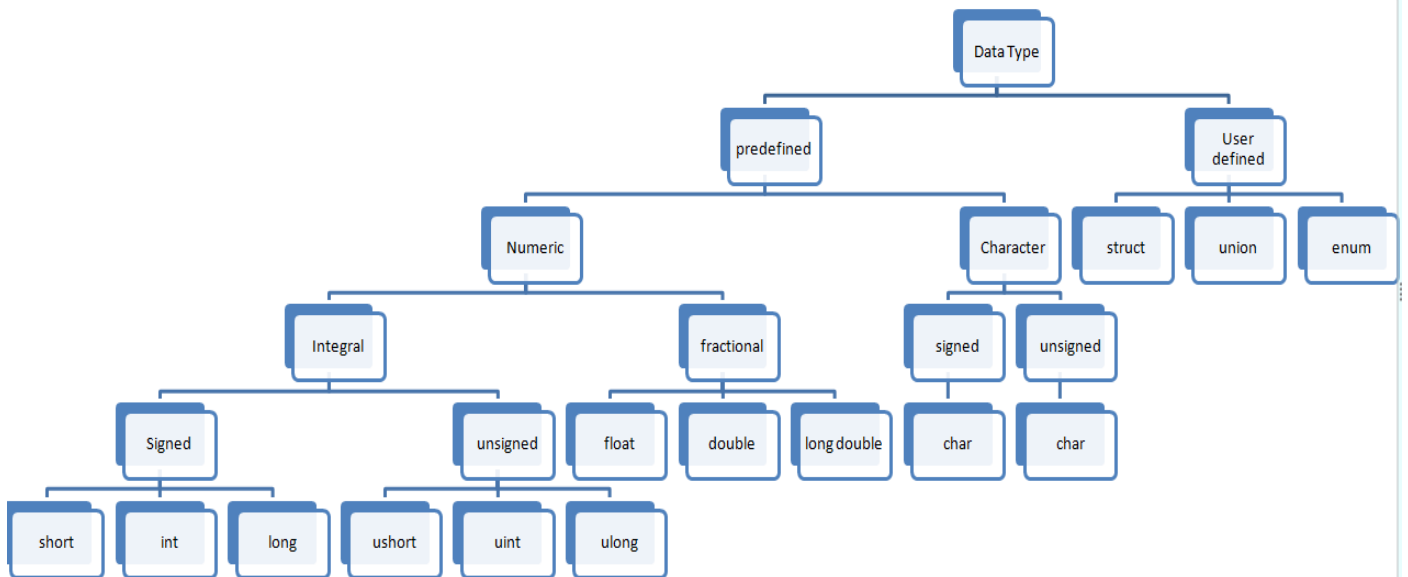 Data Type
predefined
User
defined
Numeric
Character
struct
union
enum
Integral
fractional
signed
unsigned
Signed
unsigned
float
double
long double
char
char
short
int
long
ushort
uint
ulong